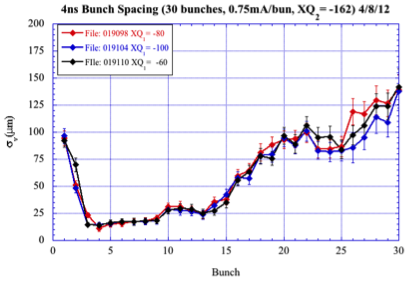 4ns Bunch Spacing (30 bunches, 0.75mA/bun, XQ2 = -162) 4/8/12
File: 019098 XQ1 = -80
File: 019104 XQ1 = -100
FIle: 019110 XQ1 = -60
200
175
150
125
100
75
50
25
0
σv(μm)
0 5 10 15 20 25 30
Bunch